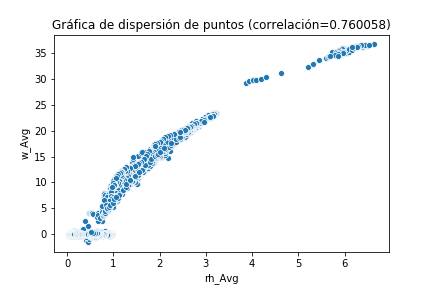 Gráfica de dispersión de puntos (correlación=0.760058)
35
30
25
20
15
10
5
0
w_Avg
0 1 2 3 4 5 6
rh_Avg